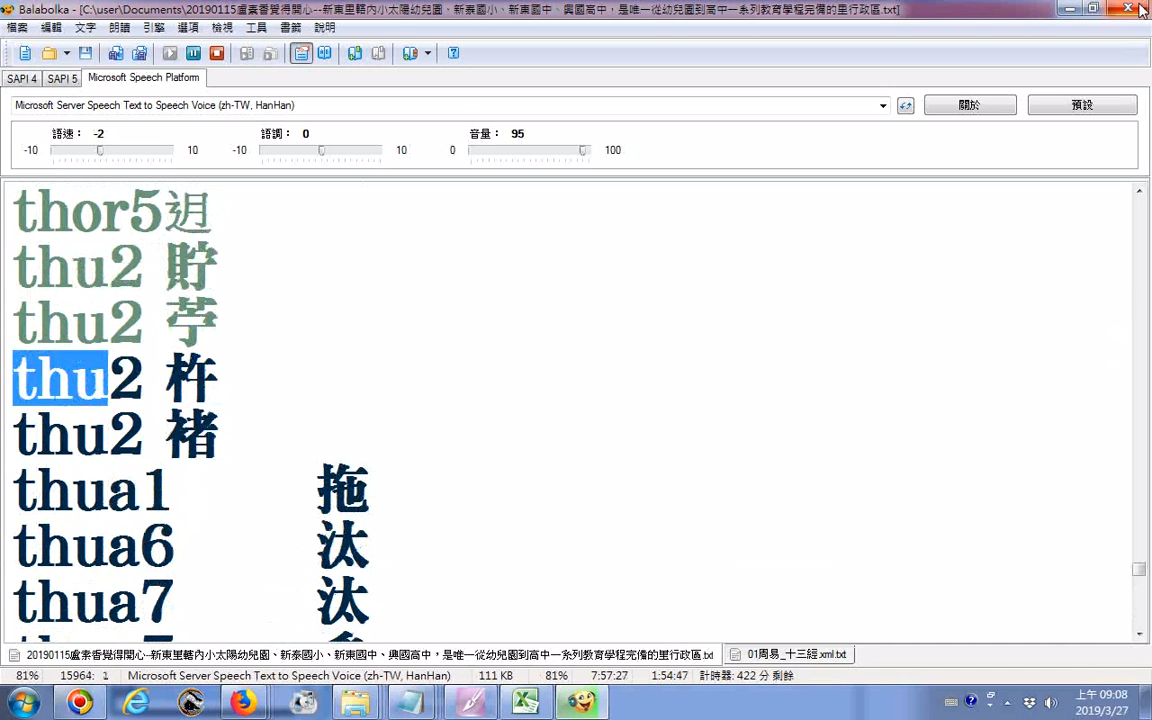 Balabolka - [C:\user\Documents\20190115盧素香覺得開心--新東里轄內小太陽幼兒園、新泰國小、新東國中、興國高中，是唯一從幼兒園到高中一系列教育學程完備的里行政區.txt]
檔案 編輯 文字 朗讀 引擎 選項 檢視 工具 書籤 說明
SAPI 4 SAPI 5 Microsoft Speech Platform
Microsoft Server Speech Text to Speech Voice (zh-TW, HanHan) 關於 預設
語速： -2 語調： 0 音量： 95
-10 10 -10 10 0 100
thor5迌
thu2 貯
thu2 苧
thu2 杵
thu2 褚
thua1 拖
thua6 汰
thua7 汰
20190115盧素香覺得開心--新東里轄內小太陽幼兒園、新泰國小、新東國中、興國高中，是唯一從幼兒園到高中一系列教育學程完備的里行政區.txt 01周易_十三經.xml.txt
81% 15964: 1 Microsoft Server Speech Text to Speech Voice (zh-TW, HanHan) 111 KB 81% 7:57:27 1:54:47 計時器: 422 分 剩餘
上午 09:08
2019/3/27